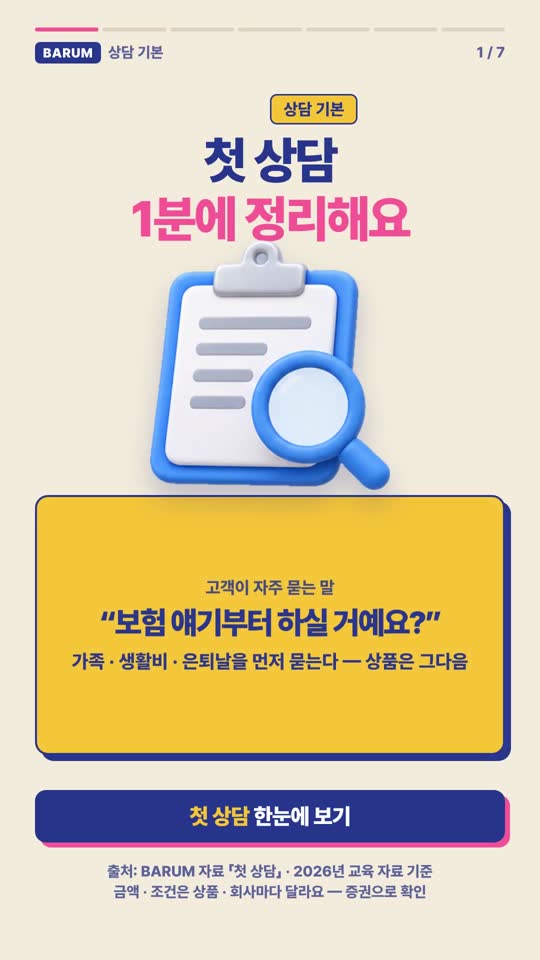 BARUM 상담 기본
1 / 7
상담 기본
첫 상담
1분에 정리해요
고객이 자주 묻는 말
“보험 얘기부터 하실 거예요?”
가족 · 생활비 · 은퇴날을 먼저 묻는다 — 상품은 그다음
첫 상담 한눈에 보기
출처: BARUM 자료 「첫 상담」 · 2026년 교육 자료 기준
금액 · 조건은 상품 · 회사마다 달라요 — 증권으로 확인